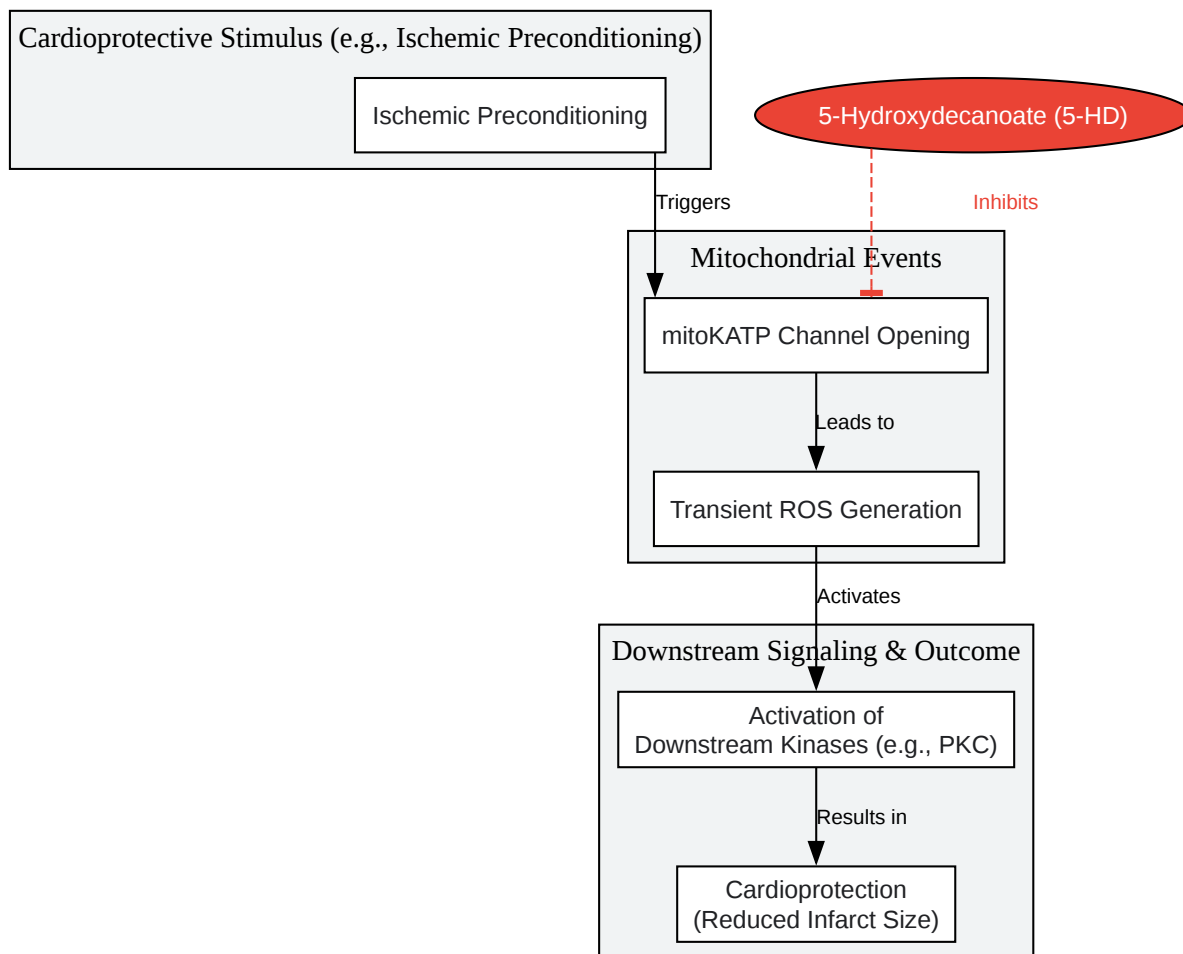 Cardioprotective Stimulus (e.g., Ischemic Preconditioning)
Ischemic Preconditioning
5-Hydroxydecanoate (5-HD)
Triggers
Inhibits
Mitochondrial Events
mitoKATP Channel Opening
Leads to
Transient ROS Generation
Activates
Downstream Signaling & Outcome
Activation of
Downstream Kinases (e.g., PKC)
Results in
Cardioprotection
(Reduced Infarct Size)